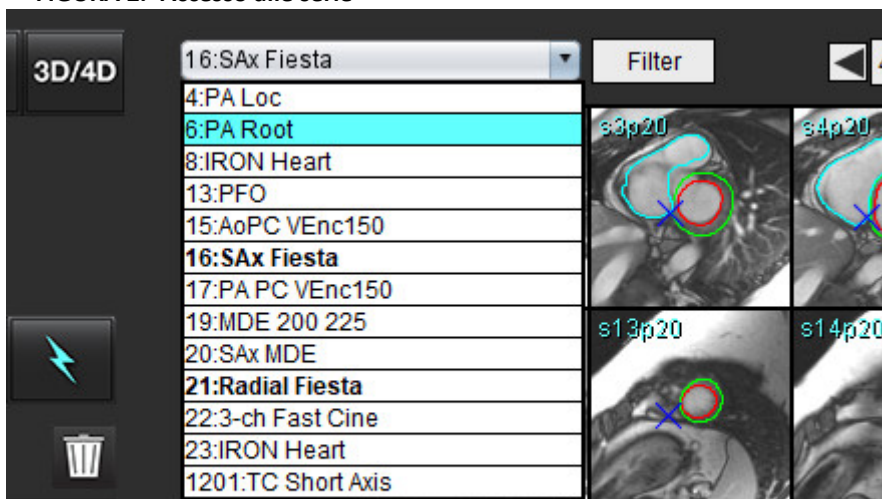 3D/4D
16:SAx Fiesta
Filter
4:PA Loc
6:PA Root
8:IRON Heart
13:PFO
15:AoPC VEnc150
16:SAx Fiesta
17:PA PC VEnc150
19:MDE 200 225
20:SAx MDE
21:Radial Fiesta
22:3-ch Fast Cine
23:IRON Heart
1201:TC Short Axis
s3p20
s4p20
s13p20
s14p20